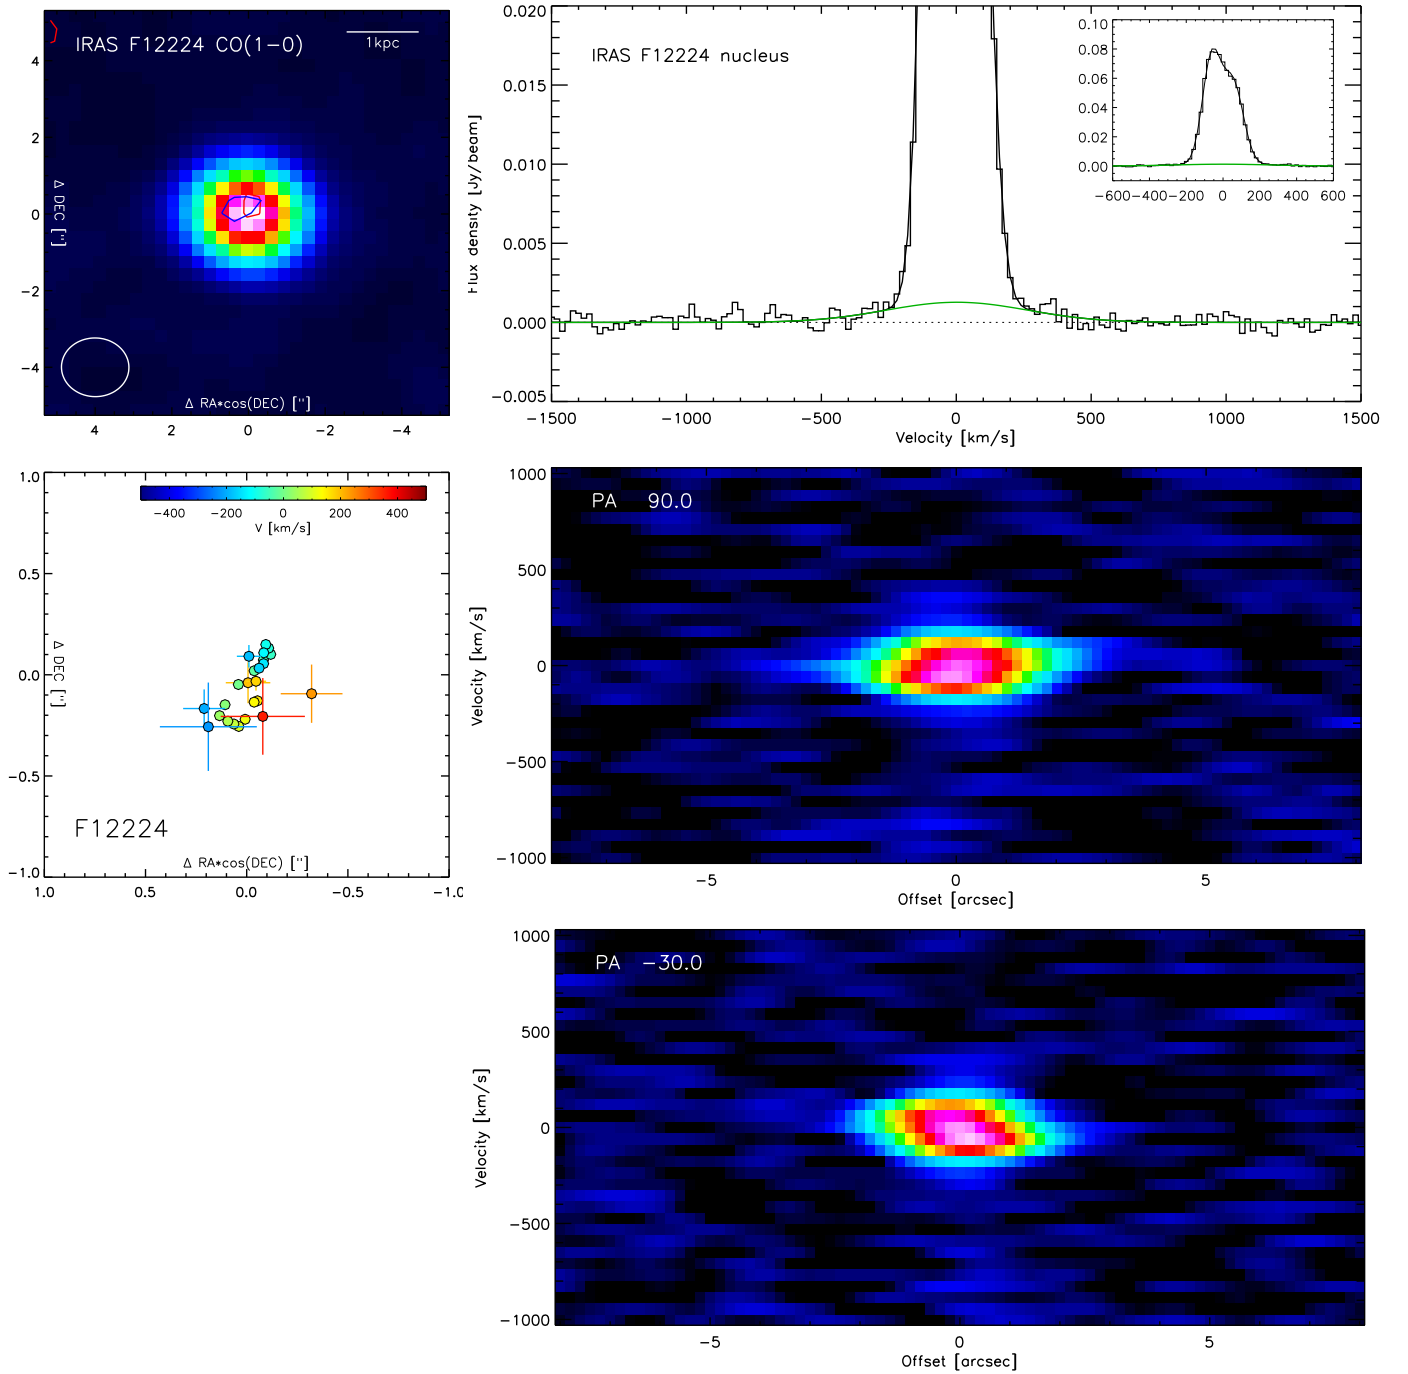 IRAS F12224 CO(1-0)
1kpc
4
2
0
-2
-4
Δ DEC ["]
Δ RA*cos(DEC) ["]
4 2 0 -2 -4
IRAS F12224 nucleus
0.020
0.015
0.010
0.005
0.000
-0.005
Flux density [Jy/beam]
-1500 -1000 -500 0 500 1000 1500
Velocity [km/s]
0.10
0.08
0.06
0.04
0.02
0.00
-600 -400 -200 0 200 400 600
1.0
0.5
0.0
-0.5
-1.0
Δ DEC ["]
-400 -200 0 200 400
V [km/s]
F12224
Δ RA*cos(DEC) ["]
1.0 0.5 0.0 -0.5 -1.0
PA 90.0
1000
500
0
-500
-1000
Velocity [km/s]
-5 0 5
Offset [arcsec]
PA -30.0
1000
500
0
-500
-1000
Velocity [km/s]
-5 0 5
Offset [arcsec]